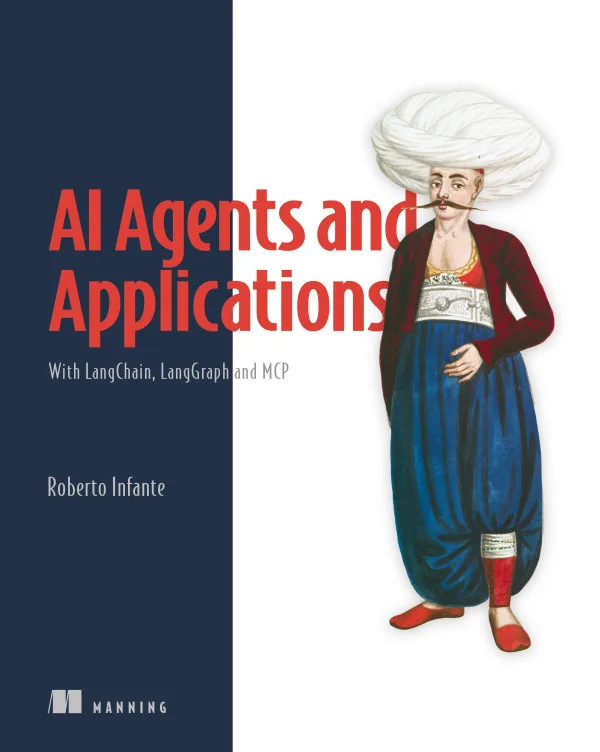 AI Agents and
Applications
With LangChain, LangGraph and MCP
Roberto Infante
MANNING